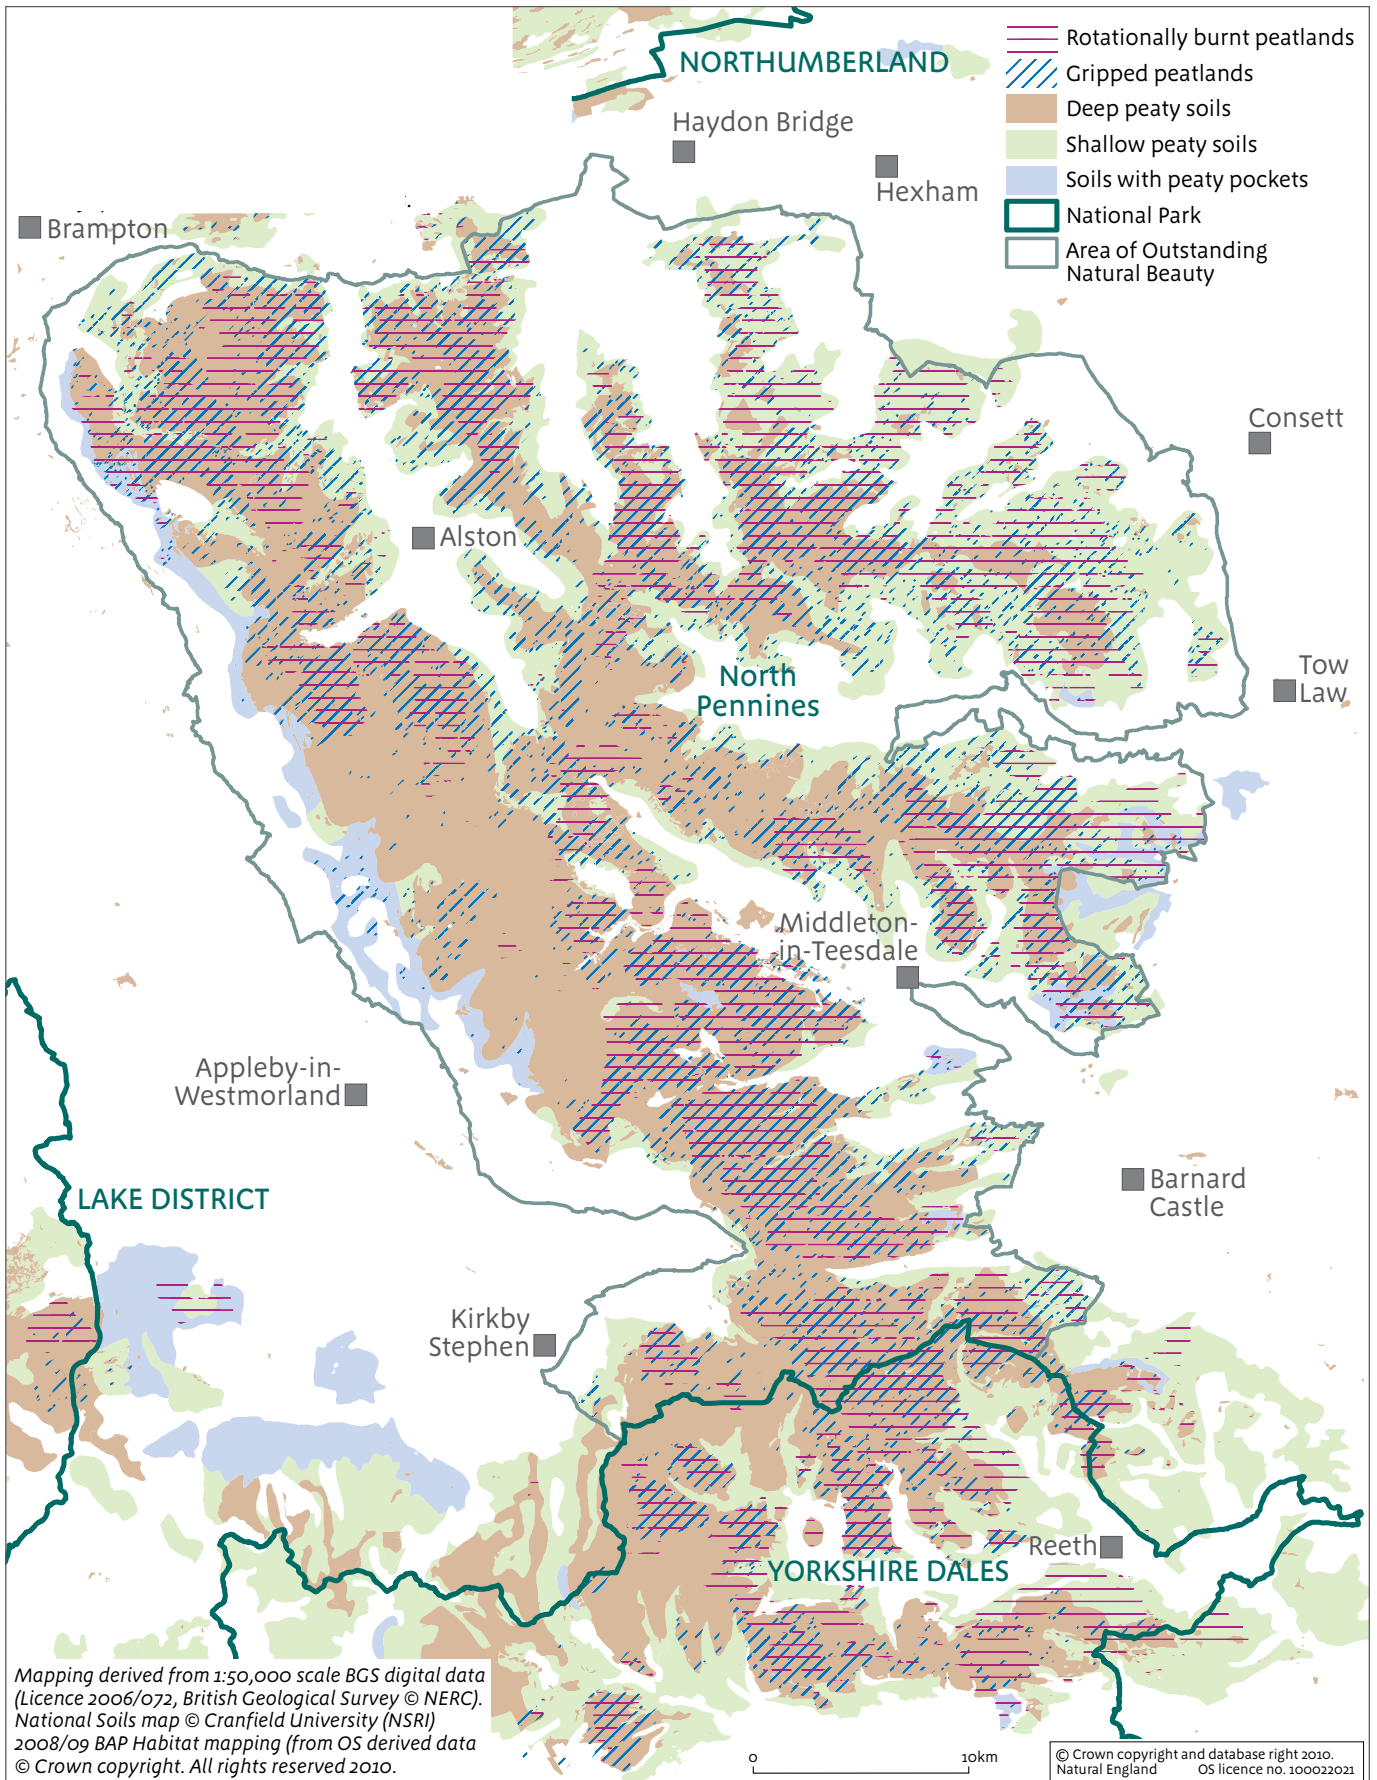 NORTHUMBERLAND
Rotationally burnt peatlands
Gripped peatlands
Deep peaty soils
Shallow peaty soils
Soils with peaty pockets
National Park
Area of Outstanding
Natural Beauty
Haydon Bridge
Hexham
Brampton
Consett
Alston
North
Pennines
Tow
Law
Middleton-
in-Teesdale
Appleby-in-
Westmorland
LAKE DISTRICT
Barnard
Castle
Kirkby
Stephen
Reeth
YORKSHIRE DALES
Mapping derived from 1:50,000 scale BGS digital data
(Licence 2006/072, British Geological Survey © NERC).
National Soils map © Cranfield University (NSRI)
2008/09 BAP Habitat mapping (from OS derived data
© Crown copyright. All rights reserved 2010.
0 10km
© Crown copyright and database right 2010.
Natural England OS licence no. 100022021